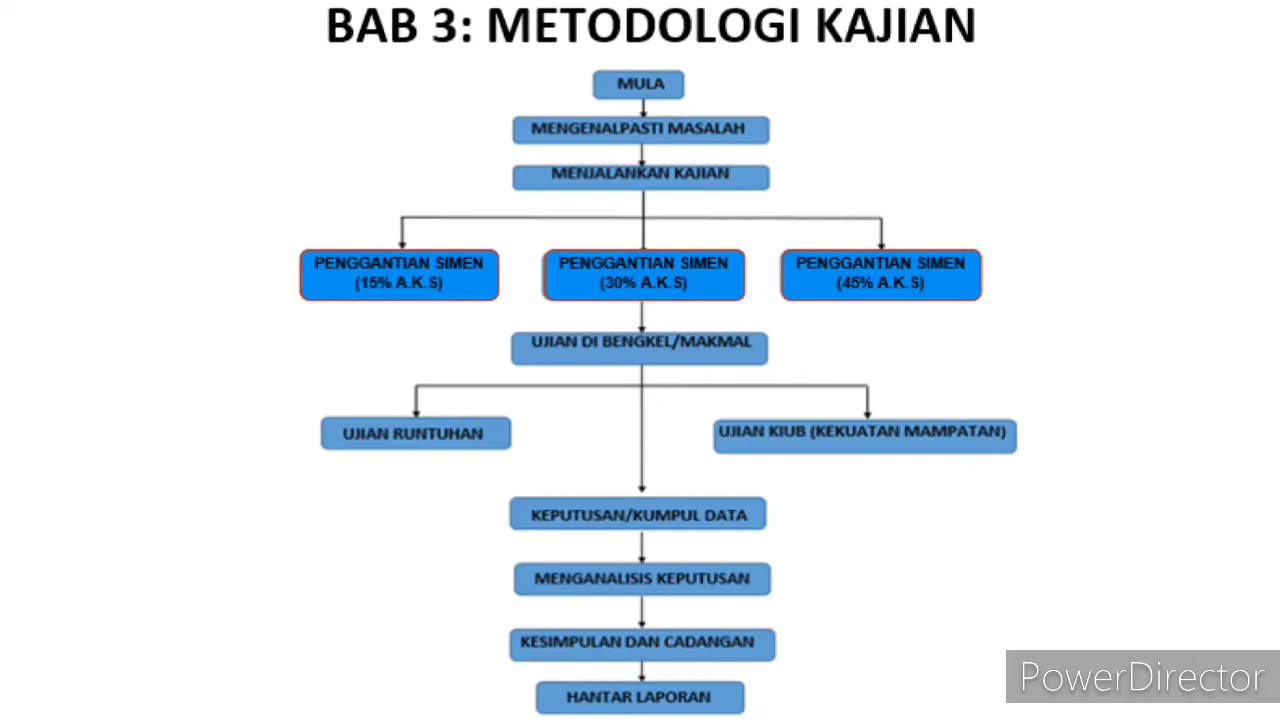 BAB 3: METODOLOGI KAJIAN
MULA
MENGENALPASTI MASALAH
MENJALANKAN KAJIAN
PENGGANTIAN SIMEN
(15% A.K.S)
PENGGANTIAN SIMEN
(30% A.K.S)
PENGGANTIAN SIMEN
(45% A.K.S)
UJIAN DI BENGKEL/MAKMAL
UJIAN RUNTUHAN
UJIAN KIUB (KEKUATAN MAMPATAN)
KEPUTUSAN/KUMPUL DATA
MENGANALISIS KEPUTUSAN
KESIMPULAN DAN CADANGAN
HANTAR LAPORAN
PowerDirector